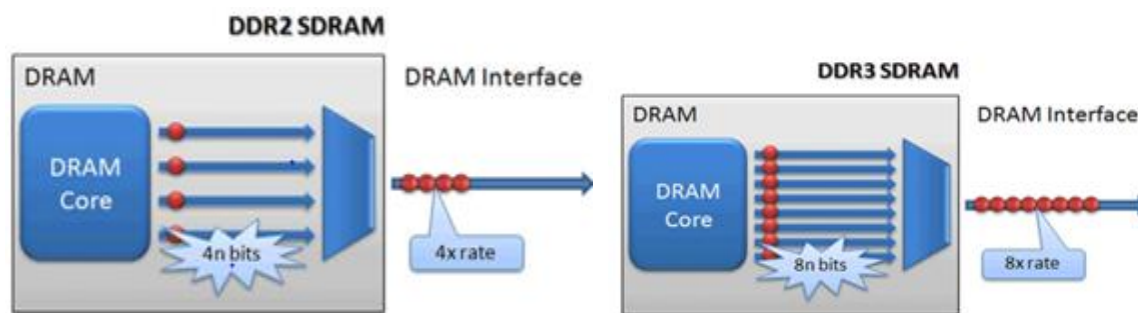 DDR2 SDRAM
DRAM
DRAM Interface
DRAM
Core
4n bits
4x rate
DDR3 SDRAM
DRAM
DRAM Interface
DRAM
Core
8n bits
8x rate